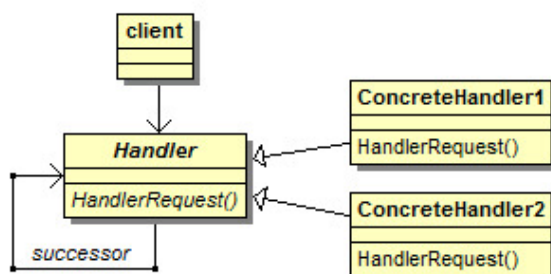 client
Handler
HandlerRequest()
successor
ConcreteHandler1
HandlerRequest()
ConcreteHandler2
HandlerRequest()